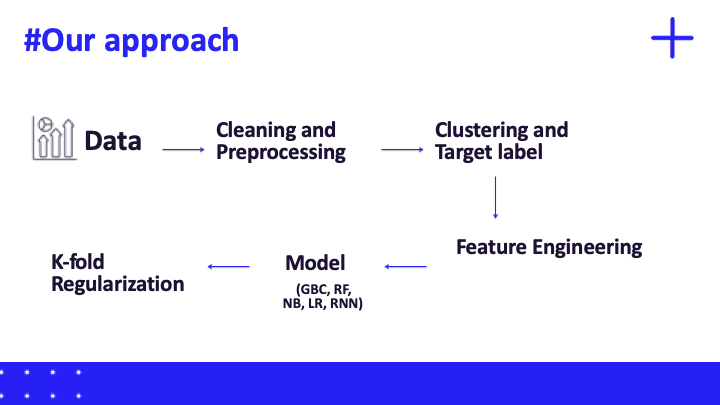 #Our approach
Data
Cleaning and
Preprocessing
Clustering and
Target label
Feature Engineering
Model
(GBC, RF,
NB, LR, RNN)
K-fold
Regularization